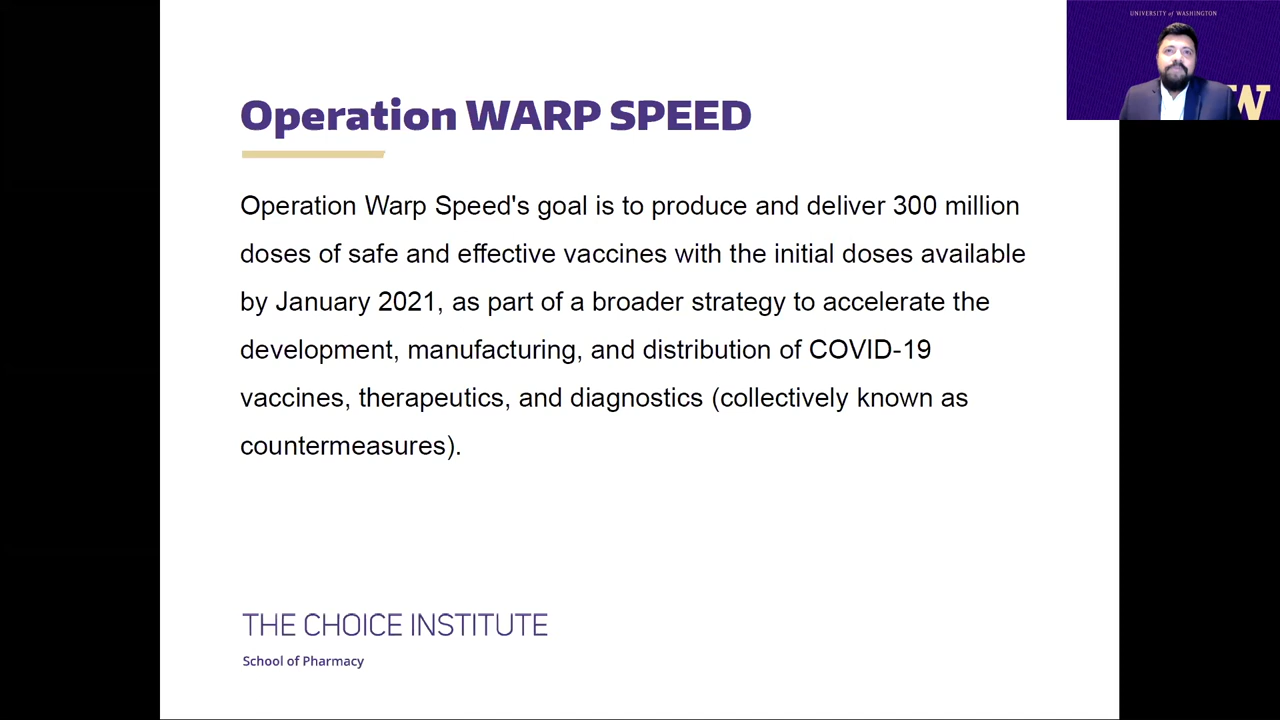 UNIVERSITY of WASHINGTON
W
Operation WARP SPEED
Operation Warp Speed's goal is to produce and deliver 300 million
doses of safe and effective vaccines with the initial doses available
by January 2021, as part of a broader strategy to accelerate the
development, manufacturing, and distribution of COVID-19
vaccines, therapeutics, and diagnostics (collectively known as
countermeasures).
THE CHOICE INSTITUTE
School of Pharmacy